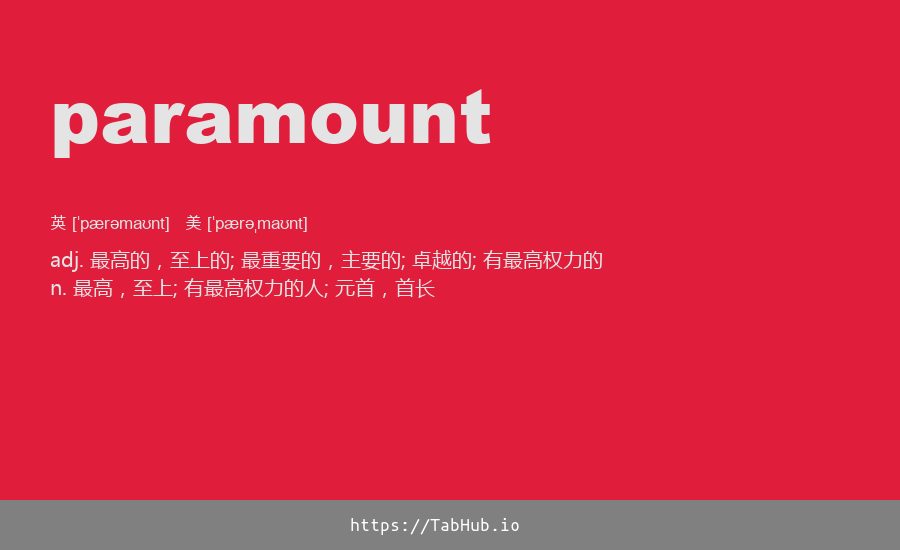 paramount
英 [ˈpærəmaʊnt] 美 [ˈpærəˌmaʊnt]
adj. 最高的，至上的; 最重要的，主要的; 卓越的; 有最高权力的
n. 最高，至上; 有最高权力的人; 元首，首长
https://TabHub.io